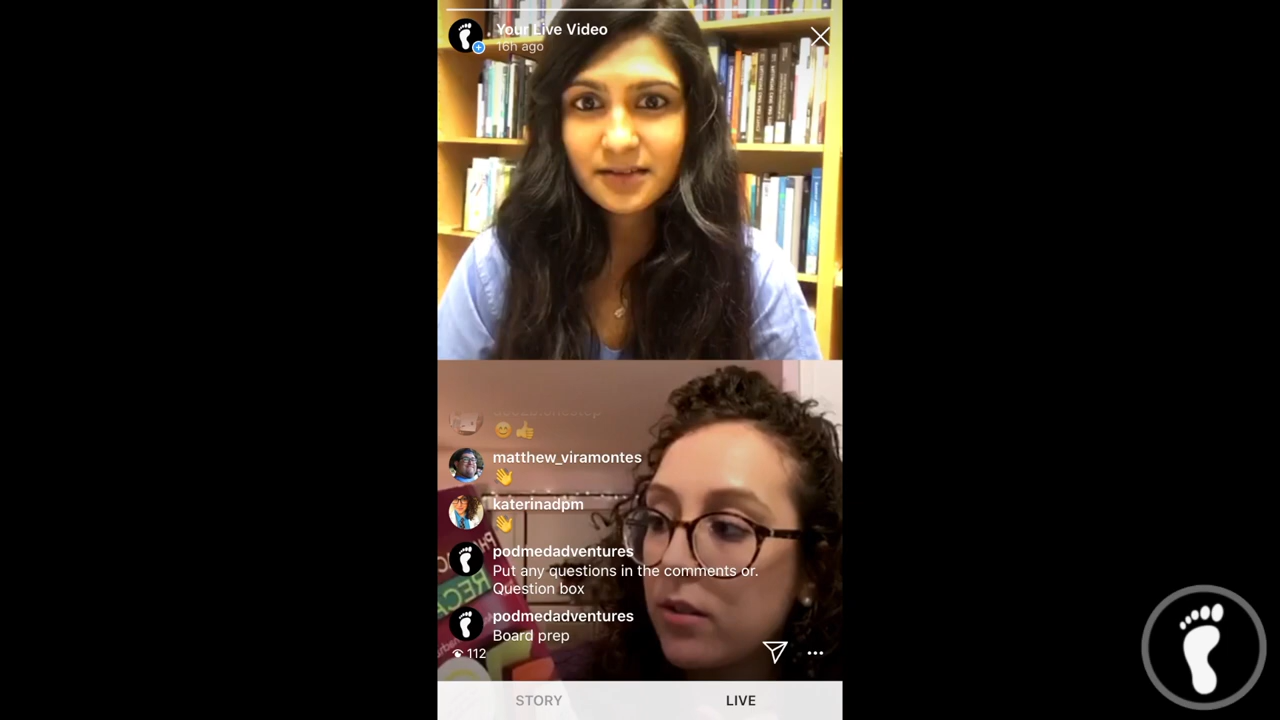 Your Live Video
16h ago
matthew_viramontes
👋
katerinadpm
👋
podmedadventures
Put any questions in the comments or.
Question box
podmedadventures
Board prep
112
STORY
LIVE